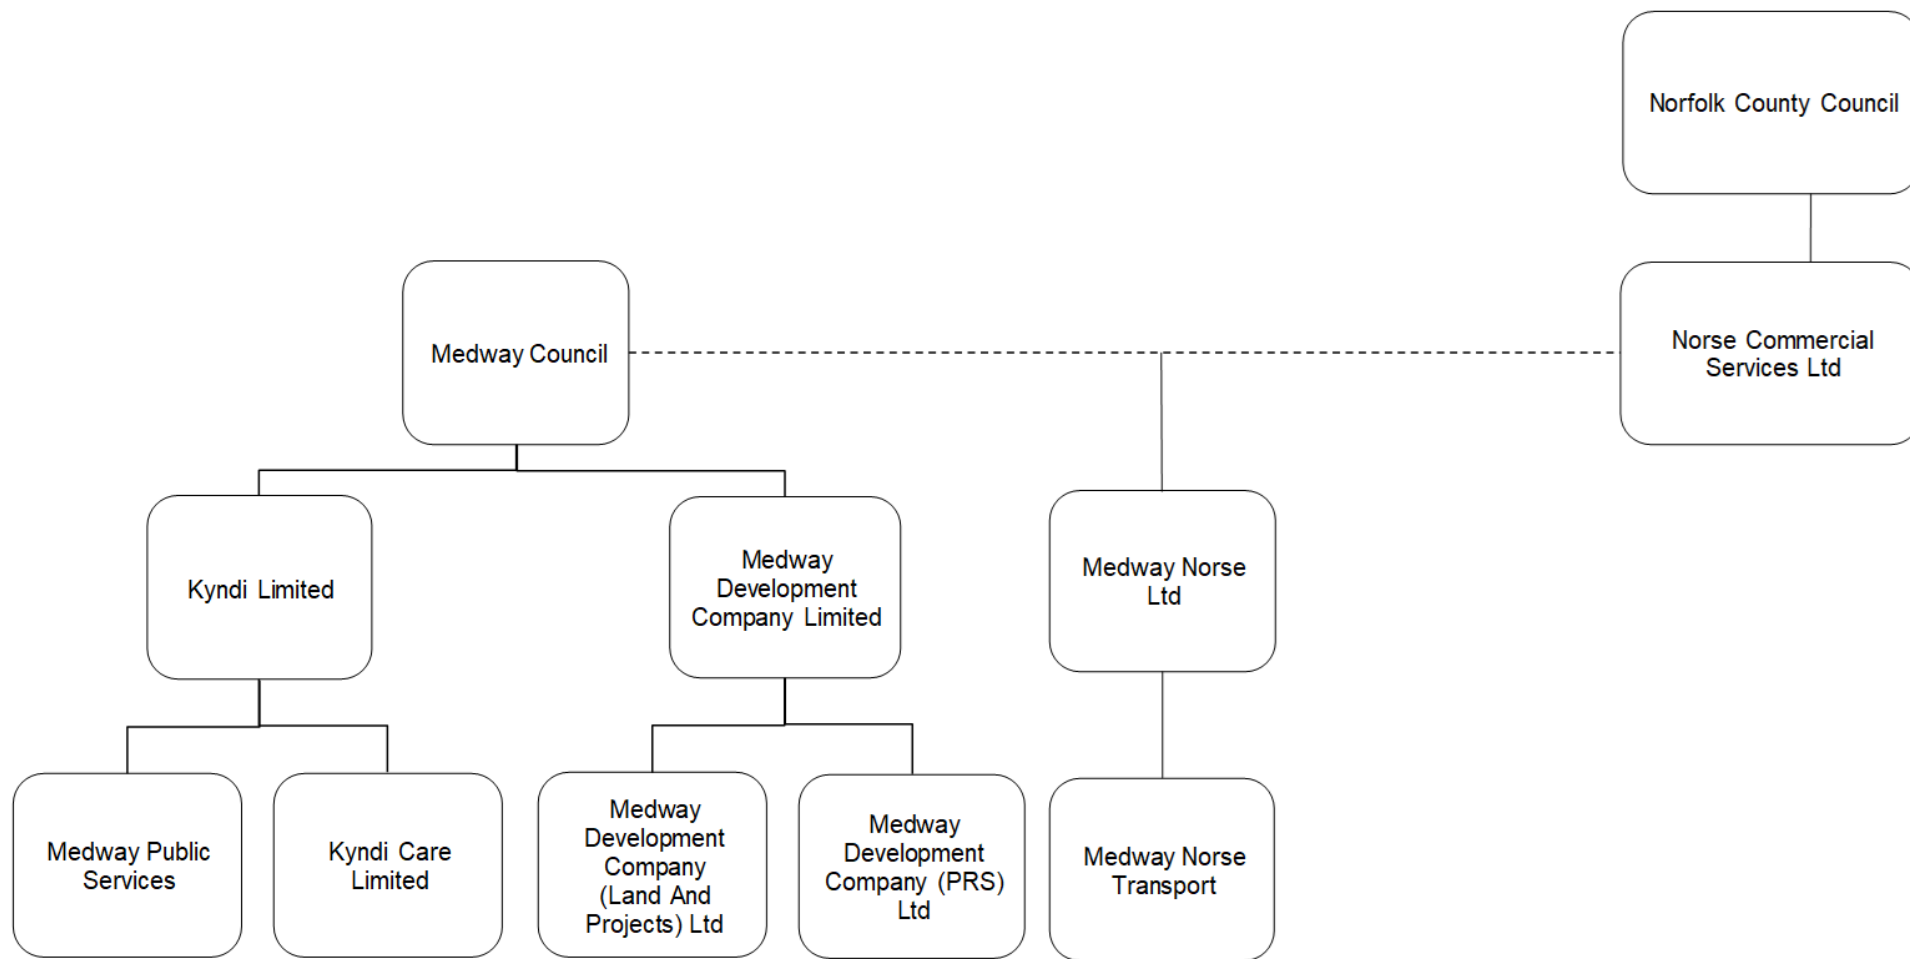 Norfolk County Council
Medway Council
Norse Commercial
Services Ltd
Kyndi Limited
Medway
Development
Company Limited
Medway Norse
Ltd
Medway Public
Services
Kyndi Care
Limited
Medway
Development
Company
(Land And
Projects) Ltd
Medway
Development
Company (PRS)
Ltd
Medway Norse
Transport